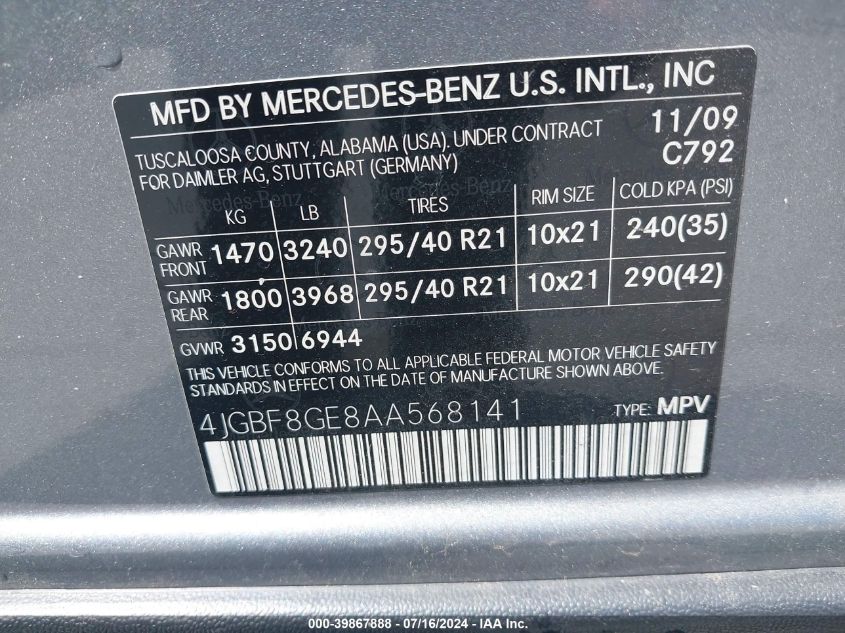 MFD BY MERCEDES-BENZ U.S. INTL., INC
TUSCALOOSA COUNTY, ALABAMA (USA). UNDER CONTRACT 11/09
FOR DAIMLER AG, STUTTGART (GERMANY) C792
KG LB TIRES RIM SIZE COLD KPA (PSI)
GAWR FRONT 1470 3240 295/40 R21 10x21 240(35)
GAWR REAR 1800 3968 295/40 R21 10x21 290(42)
GVWR 3150 6944
THIS VEHICLE CONFORMS TO ALL APPLICABLE FEDERAL MOTOR VEHICLE SAFETY
STANDARDS IN EFFECT ON THE DATE OF MANUFACTURE SHOWN ABOVE.
4JGBF8GE8AA568141 TYPE: MPV
000-39867888 - 07/16/2024 - IAAI.com